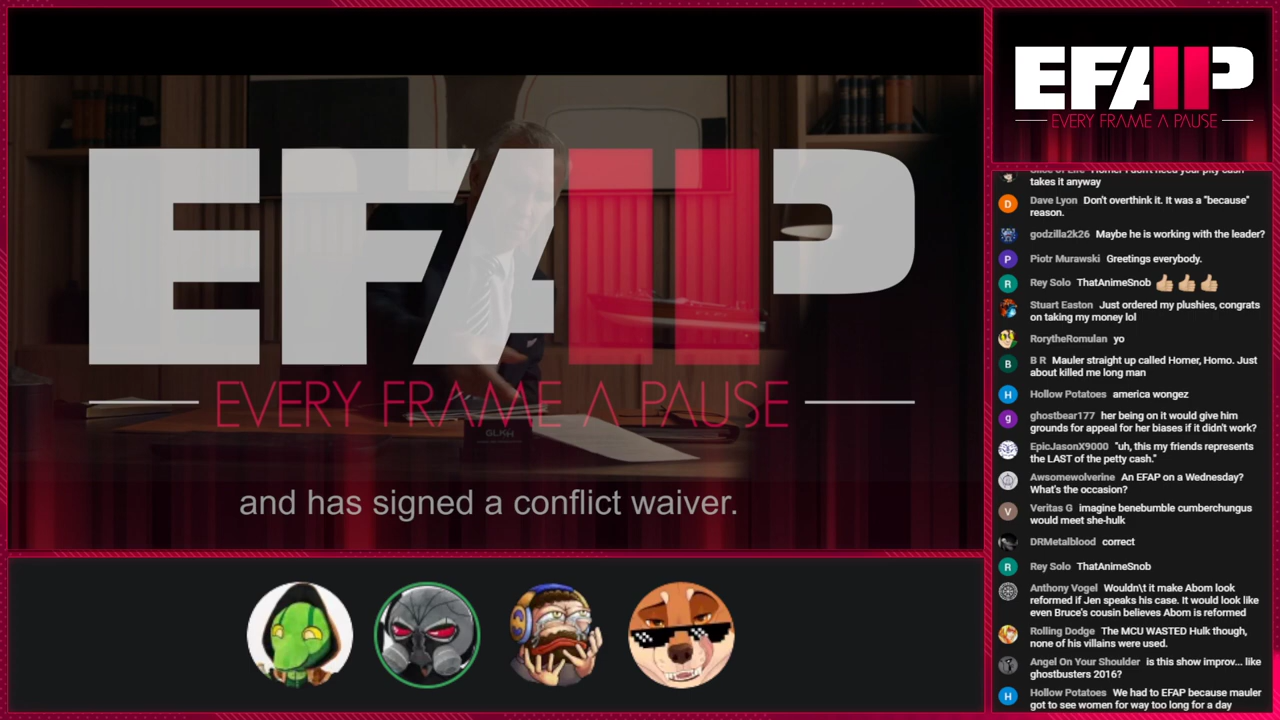 EFAP
EVERY FRAME A PAUSE
GLKH
and has signed a conflict waiver.
EFAP
EVERY FRAME A PAUSE
takes it anyway
D
Dave Lyon Don't overthink it. It was a "because"
reason.
godzilla2k26 Maybe he is working with the leader?
P
Piotr Murawski Greetings everybody.
R
Rey Solo ThatAnimeSnob 👍🏼👍🏼👍🏼
Stuart Easton Just ordered my plushies, congrats
on taking my money lol
RorytheRomulan yo
B
B R Mauler straight up called Homer, Homo. Just
about killed me long man
H
Hollow Potatoes america wongez
g
ghostbear177 her being on it would give him
grounds for appeal for her biases if it didn't work?
EpicJasonX9000 "uh, this my friends represents
the LAST of the petty cash."
Awsomewolverine An EFAP on a Wednesday?
What's the occasion?
V
Veritas G imagine benebumble cumberchungus
would meet she-hulk
DRMetalblood correct
R
Rey Solo ThatAnimeSnob
Anthony Vogel Wouldn\t it make Abom look
reformed if Jen speaks his case. It would look like
even Bruce's cousin believes Abom is reformed
Rolling Dodge The MCU WASTED Hulk though,
none of his villains were used.
Angel On Your Shoulder is this show improv... like
ghostbusters 2016?
H
Hollow Potatoes We had to EFAP because mauler
got to see women for way too long for a day